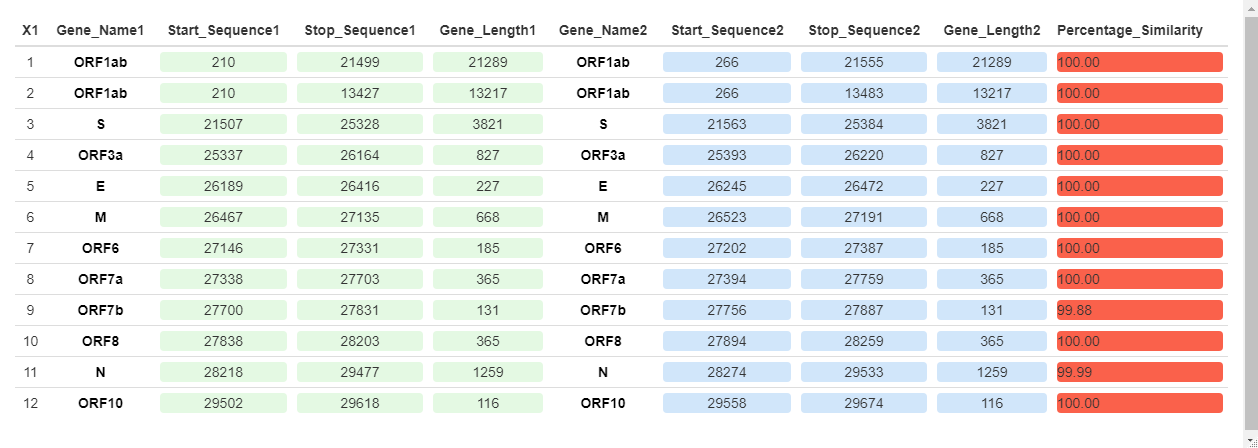 X1 Gene_Name1 Start_Sequence1 Stop_Sequence1 Gene_Length1 Gene_Name2 Start_Sequence2 Stop_Sequence2 Gene_Length2 Percentage_Similarity
1 ORF1ab 210 21499 21289 ORF1ab 266 21555 21289 100.00
2 ORF1ab 210 13427 13217 ORF1ab 266 13483 13217 100.00
3 S 21507 25328 3821 S 21563 25384 3821 100.00
4 ORF3a 25337 26164 827 ORF3a 25393 26220 827 100.00
5 E 26189 26416 227 E 26245 26472 227 100.00
6 M 26467 27135 668 M 26523 27191 668 100.00
7 ORF6 27146 27331 185 ORF6 27202 27387 185 100.00
8 ORF7a 27338 27703 365 ORF7a 27394 27759 365 100.00
9 ORF7b 27700 27831 131 ORF7b 27756 27887 131 99.88
10 ORF8 27838 28203 365 ORF8 27894 28259 365 100.00
11 N 28218 29477 1259 N 28274 29533 1259 99.99
12 ORF10 29502 29618 116 ORF10 29558 29674 116 100.00